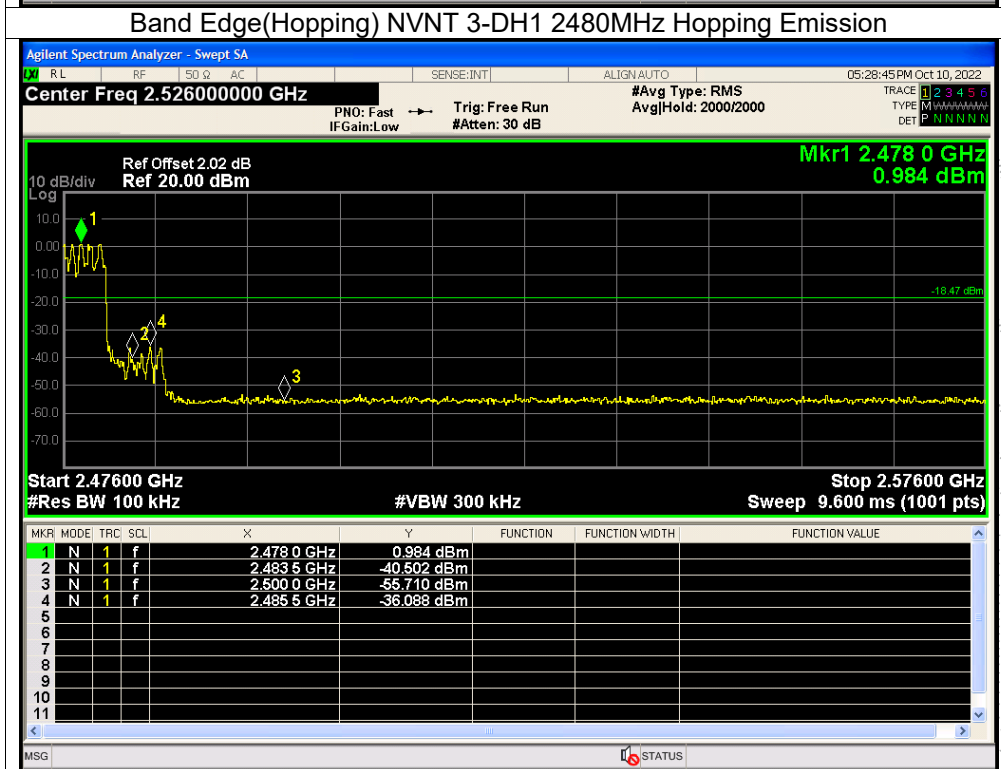 Band Edge(Hopping) NVNT 3-DH1 2480MHz Hopping Emission
Agilent Spectrum Analyzer - Swept SA
LXI RL RF 50 Ω AC SENSE:INT ALIGN AUTO 05:28:45 PM Oct 10, 2022
Center Freq 2.526000000 GHz #Avg Type: RMS TRACE 1 2 3 4 5 6
PNO: Fast Trig: Free Run Avg|Hold: 2000/2000 TYPE M
IFGain:Low #Atten: 30 dB DET P N N N N N
Mkr1 2.478 0 GHz
Ref Offset 2.02 dB
10 dB/div Ref 20.00 dBm 0.984 dBm
Log
10.0
1
0.00
-10.0
-18.47 dBm
-20.0
-30.0
2 4
-40.0
3
-50.0
-60.0
-70.0
Start 2.47600 GHz Stop 2.57600 GHz
#Res BW 100 kHz #VBW 300 kHz Sweep 9.600 ms (1001 pts)
MKR MODE TRC SCL X Y FUNCTION FUNCTION WIDTH FUNCTION VALUE
1 N 1 f 2.478 0 GHz 0.984 dBm
2 N 1 f 2.483 5 GHz -40.502 dBm
3 N 1 f 2.500 0 GHz -55.710 dBm
4 N 1 f 2.485 5 GHz -36.088 dBm
5
6
7
8
9
10
11
MSG STATUS